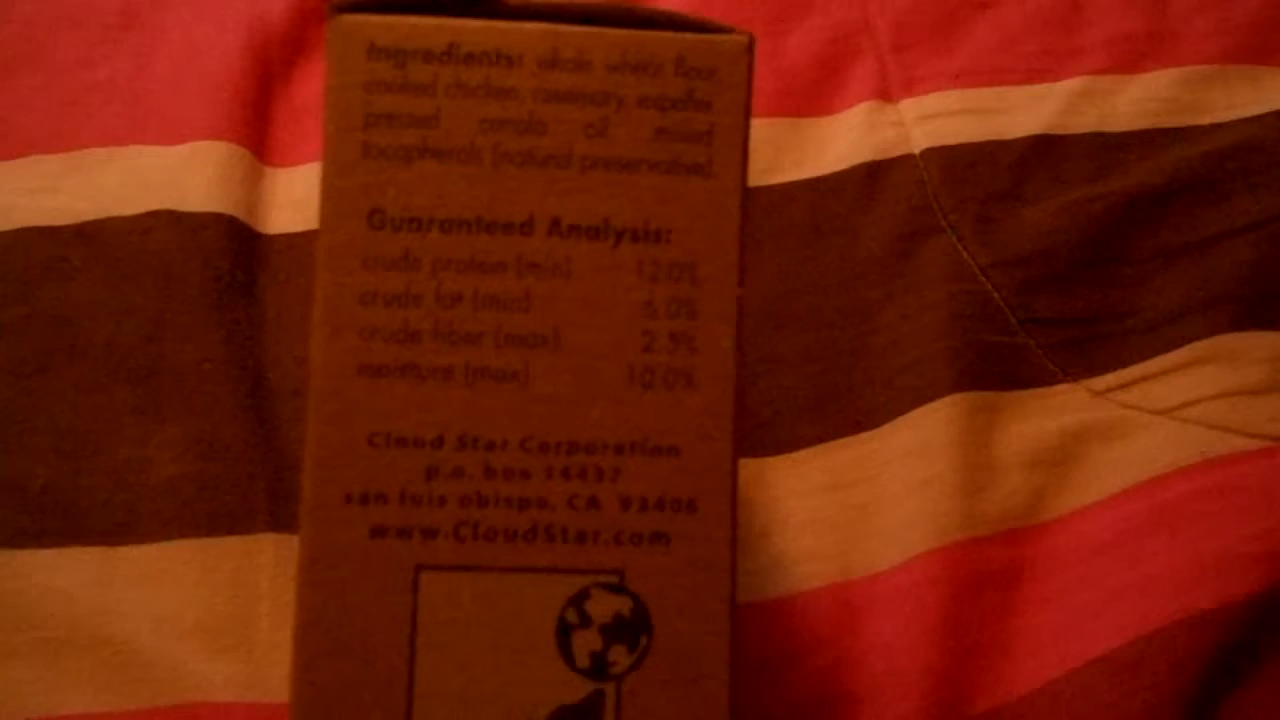 Ingredients: whole wheat flour,
cooked chicken, rosemary, expeller
pressed canola oil, mixed
tocopherols (natural preservative).
Guaranteed Analysis:
crude protein (min) 12.0%
crude fat (min) 5.0%
crude fiber (max) 2.5%
moisture (max) 10.0%
Cloud Star Corporation
p.o. box 14437
san luis obispo, CA 93406
www.CloudStar.com